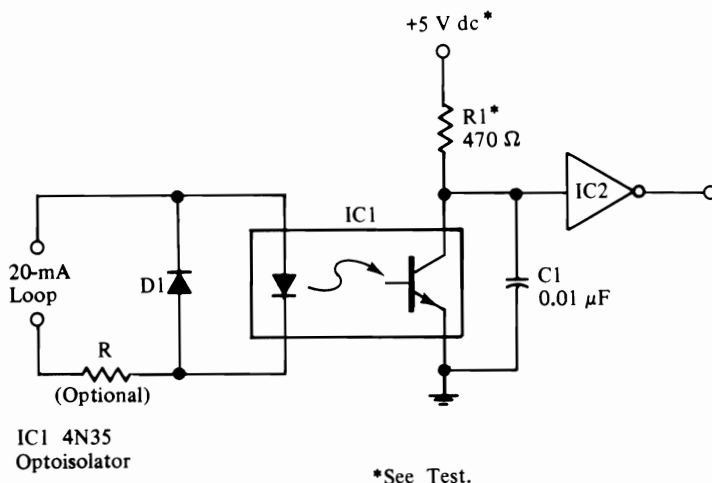 +5 V dc*
R1*
470 Ω
IC1
IC2
20-mA
Loop
D1
C1
0.01 μF
R
(Optional)
IC1 4N35
Optoisolator
*See Test.